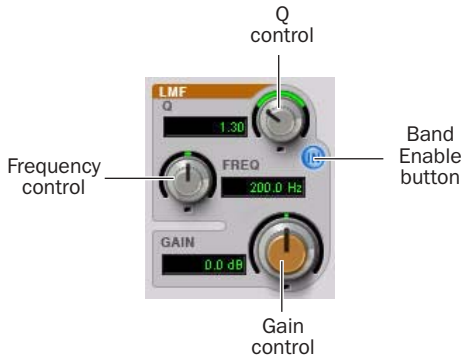 Q
control
LMF
Q
1.30
IN
Band
Enable
button
Frequency
control
FREQ
200.0 Hz
GAIN
0.0 dB
Gain
control